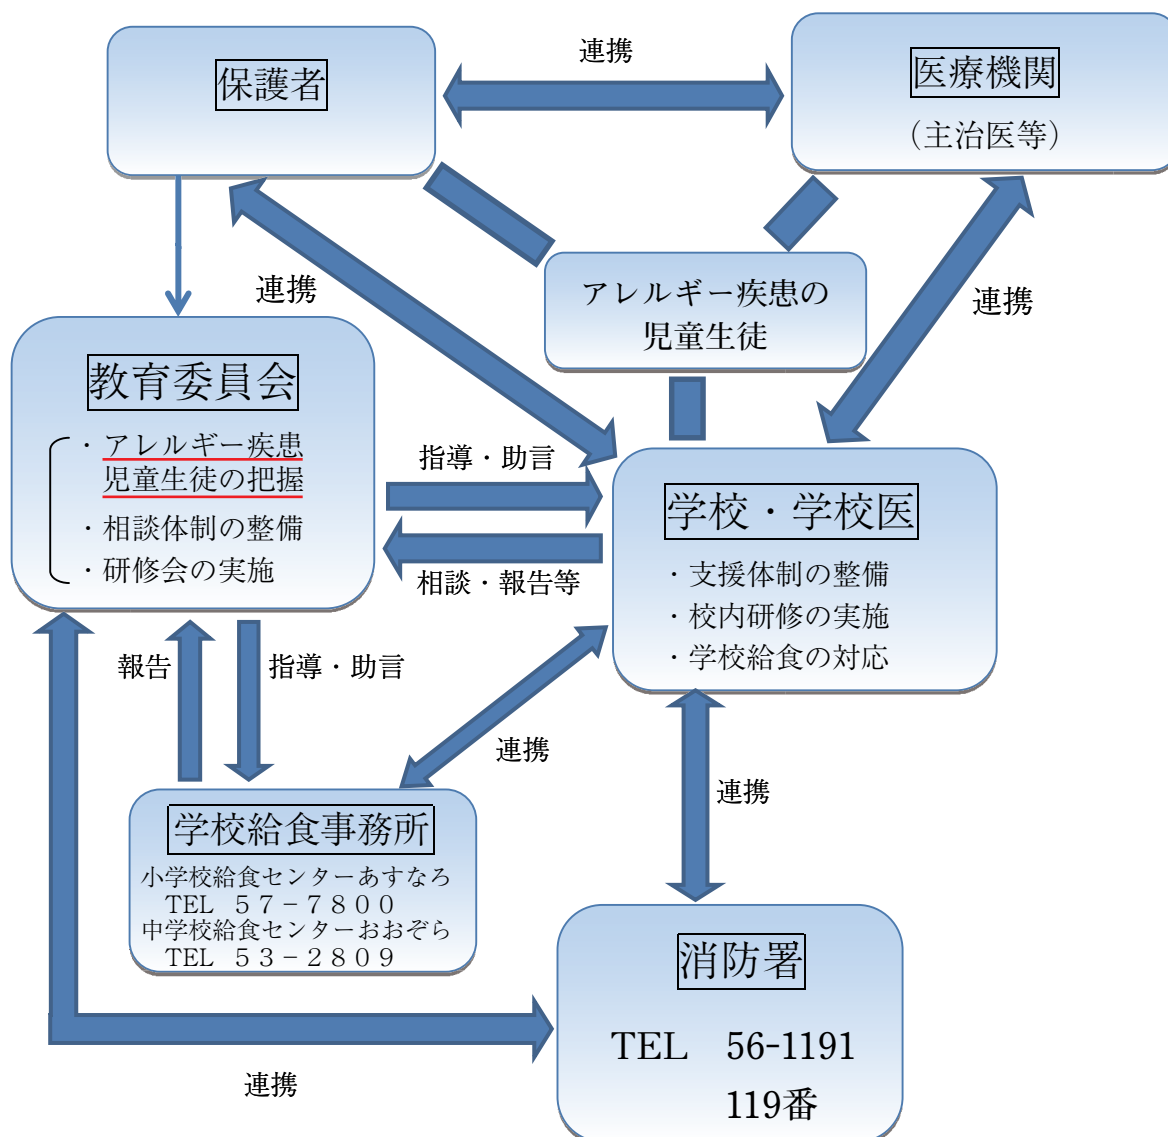 保護者
連携
医療機関
（主治医等）
連携
アレルギー疾患の
児童生徒
連携
教育委員会
・アレルギー疾患
児童生徒の把握
・相談体制の整備
・研修会の実施
指導・助言
相談・報告等
学校・学校医
・支援体制の整備
・校内研修の実施
・学校給食の対応
報告
指導・助言
連携
連携
学校給食事務所
小学校給食センターあすなろ
TEL ５７－７８００
中学校給食センターおおぞら
TEL ５３－２８０９
消防署
TEL 56-1191
119番
連携